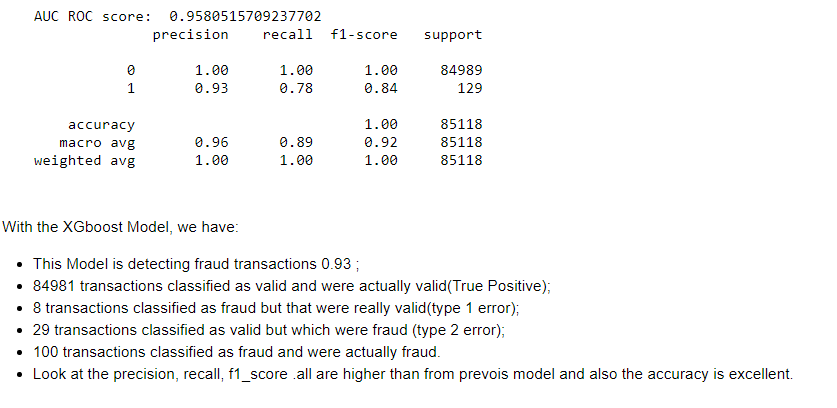 AUC ROC score: 0.9580515709237702
precision recall f1-score support
0 1.00 1.00 1.00 84989
1 0.93 0.78 0.84 129
accuracy 1.00 85118
macro avg 0.96 0.89 0.92 85118
weighted avg 1.00 1.00 1.00 85118
With the XGboost Model, we have:
• This Model is detecting fraud transactions 0.93 ;
• 84981 transactions classified as valid and were actually valid(True Positive);
• 8 transactions classified as fraud but that were really valid(type 1 error);
• 29 transactions classified as valid but which were fraud (type 2 error);
• 100 transactions classified as fraud and were actually fraud.
• Look at the precision, recall, f1_score .all are higher than from prevois model and also the accuracy is excellent.